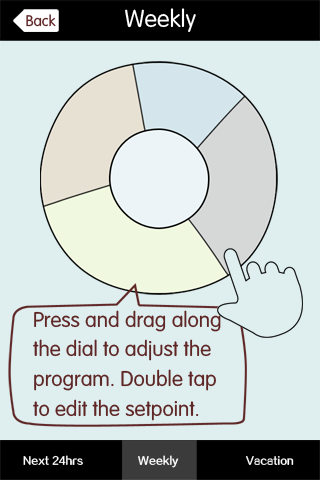 Back
Weekly
Press and drag along
the dial to adjust the
program. Double tap
to edit the setpoint.
Next 24hrs
Weekly
Vacation